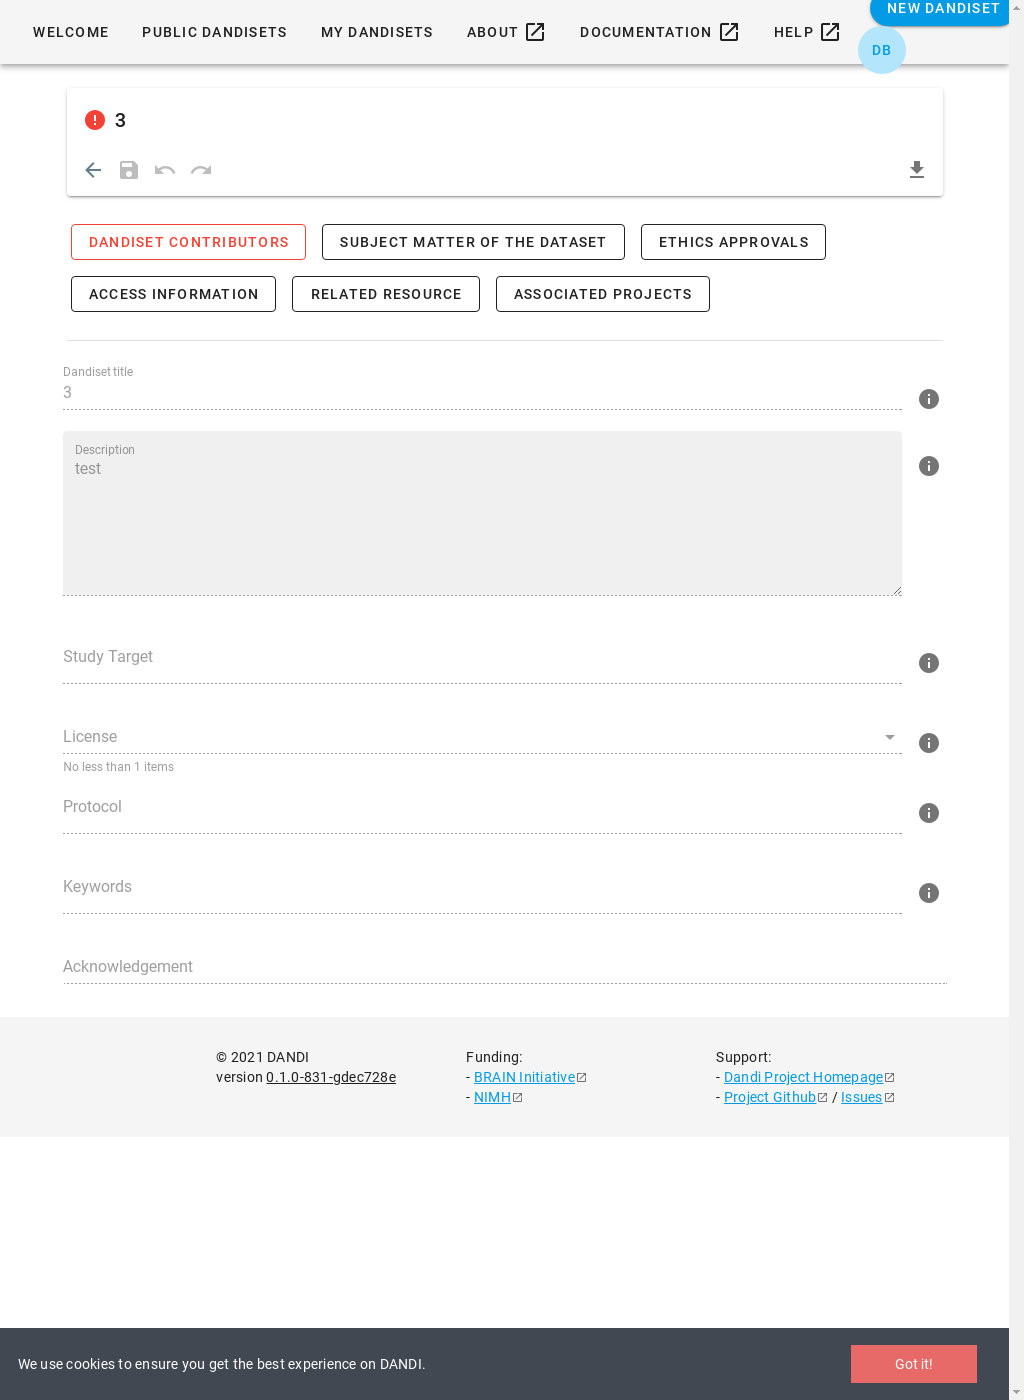 NEW DANDISET
WELCOME
PUBLIC DANDISETS
MY DANDISETS
ABOUT
DOCUMENTATION
HELP
DB
3
DANDISET CONTRIBUTORS
SUBJECT MATTER OF THE DATASET
ETHICS APPROVALS
ACCESS INFORMATION
RELATED RESOURCE
ASSOCIATED PROJECTS
Dandiset title
3
Description
test
Study Target
License
No less than 1 items
Protocol
Keywords
Acknowledgement
© 2021 DANDI
version 0.1.0-831-gdec728e
Funding:
- BRAIN Initiative
- NIMH
Support:
- Dandi Project Homepage
- Project Github / Issues
We use cookies to ensure you get the best experience on DANDI.
Got it!